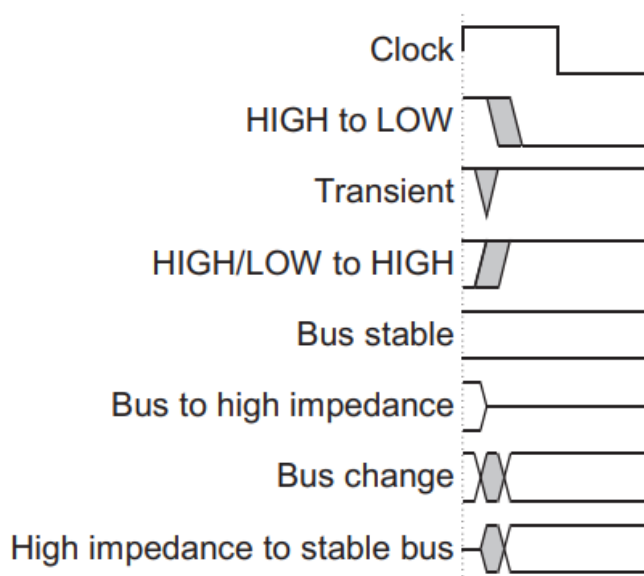 Clock
HIGH to LOW
Transient
HIGH/LOW to HIGH
Bus stable
Bus to high impedance
Bus change
High impedance to stable bus